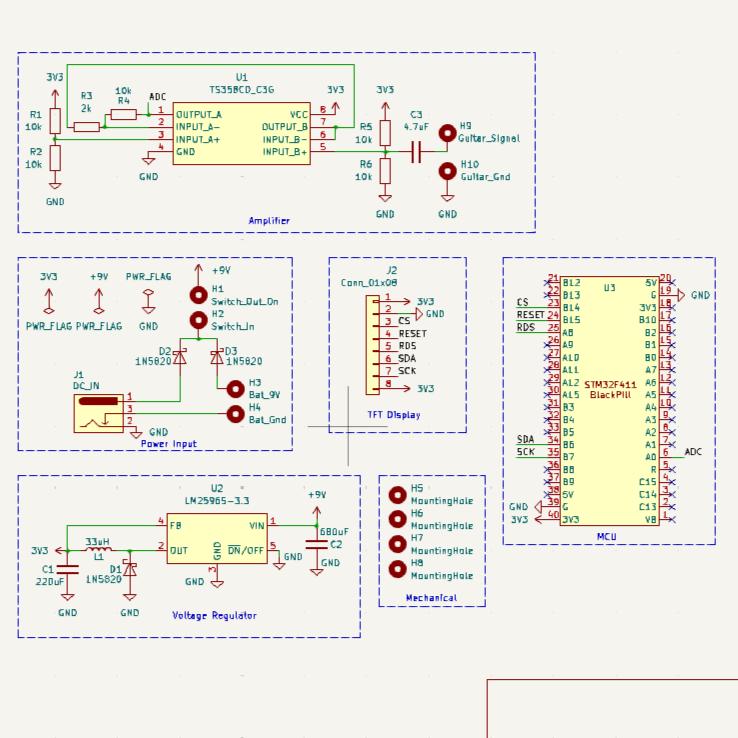 3V3
R1
10k
R2
10k
GND
R3
2k
10k
R4
ADC
U1
TS358CD_C3G
1 OUTPUT_A
2 INPUT_A-
3 INPUT_A+
4 GND
VCC 8
OUTPUT_B 7
INPUT_B- 6
INPUT_B+ 5
GND
3V3
3V3
R5
10k
R6
10k
GND
C3
4.7uF
H9
Guitar_Signal
H10
Guitar_Gnd
GND
Amplifier
3V3
PWR_FLAG
+9V
PWR_FLAG
PWR_FLAG
GND
+9V
H1
Switch_Out_On
H2
Switch_In
D2
1N5820
D3
1N5820
J1
DC_IN
1
3
2
GND
H3
Bat_9V
H4
Bat_Gnd
Power Input
J2
Conn_01x08
1 3V3
2 GND
3 CS
4 RESET
5 RDS
6 SDA
7 SCK
8 3V3
TFT Display
U3
STM32F411
BlackPill
21 B12
22 B13
CS 23 B14
RESET 24 B15
RDS 25 A8
26 A9
27 A10
28 A11
29 A12
30 A15
31 B3
32 B4
33 B5
SDA 34 B6
SCK 35 B7
36 B8
37 B9
38 5V
GND 39 G
3V3 40 3V3
5V 20
G 19 GND
3V3 18
B10 17
B2 16
B1 15
B0 14
A7 13
A6 12
A5 11
A4 10
A3 9
A2 8
A1 7
A0 6 ADC
R 5
C15 4
C14 3
C13 2
VB 1
MCU
U2
LM2596S-3.3
4 FB
2 OUT
VIN 1
ON/OFF 5
GND
3
GND
GND
3V3
33uH
L1
C1
220uF
GND
D1
1N5820
GND
+9V
680uF
C2
GND
Voltage Regulator
H5
MountingHole
H6
MountingHole
H7
MountingHole
H8
MountingHole
Mechanical